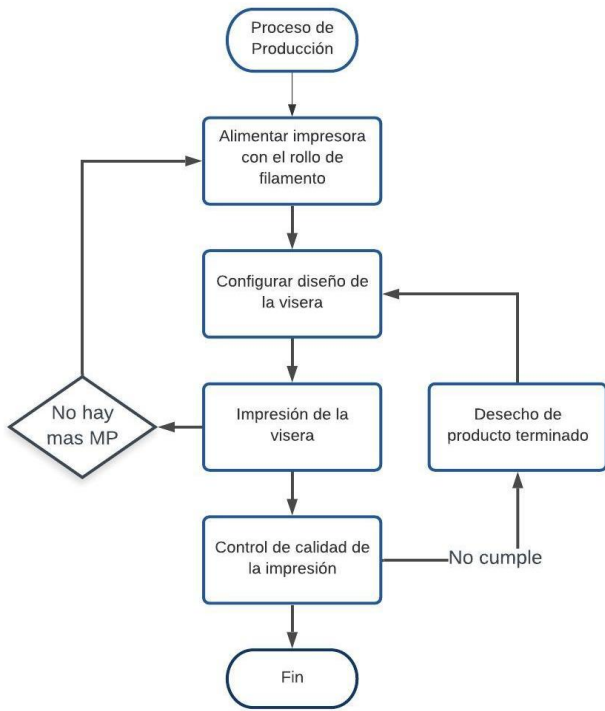 Proceso de
Producción
Alimentar impresora
con el rollo de
filamento
Configurar diseño de
la visera
No hay
mas MP
Impresión de la
visera
Desecho de
producto terminado
Control de calidad de
la impresión
No cumple
Fin